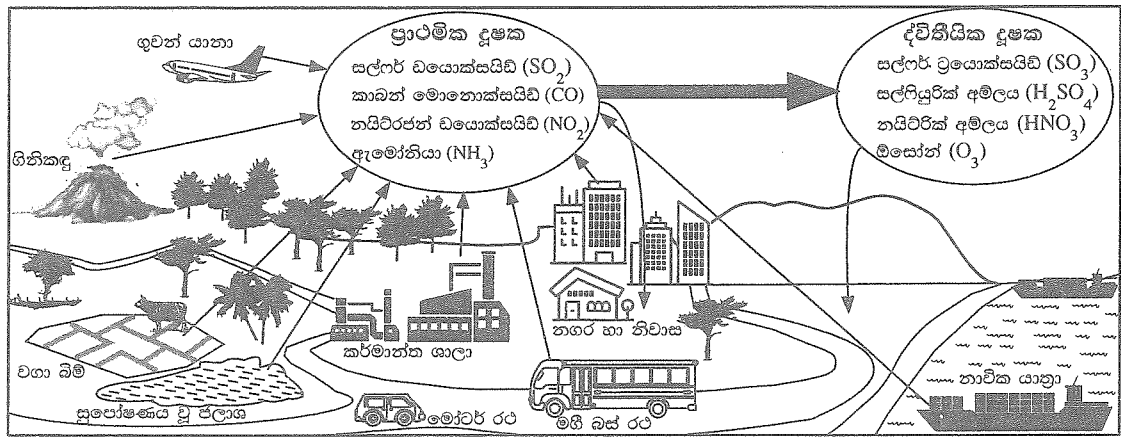 ගුවන් යානා
ප්‍රාථමික දූෂක
සල්ෆර් ඩයොක්සයිඩ් (SO₂)
කාබන් මොනොක්සයිඩ් (CO)
නයිට්රජන් ඩයොක්සයිඩ් (NO₂)
ඇමෝනියා (NH₃)
ද්විතීයික දූෂක
සල්ෆර් ට්‍රයොක්සයිඩ් (SO₃)
සල්ෆියුරික් අම්ලය (H₂SO₄)
නයිට්රික් අම්ලය (HNO₃)
ඕසෝන් (O₃)
ගිනිකඳු
නගර හා නිවාස
කර්මාන්ත ශාලා
වගා බිම්
සුපෝෂණය වූ ජලාශ
මෝටර් රථ
මගී බස් රථ
නාවික යාත්‍රා